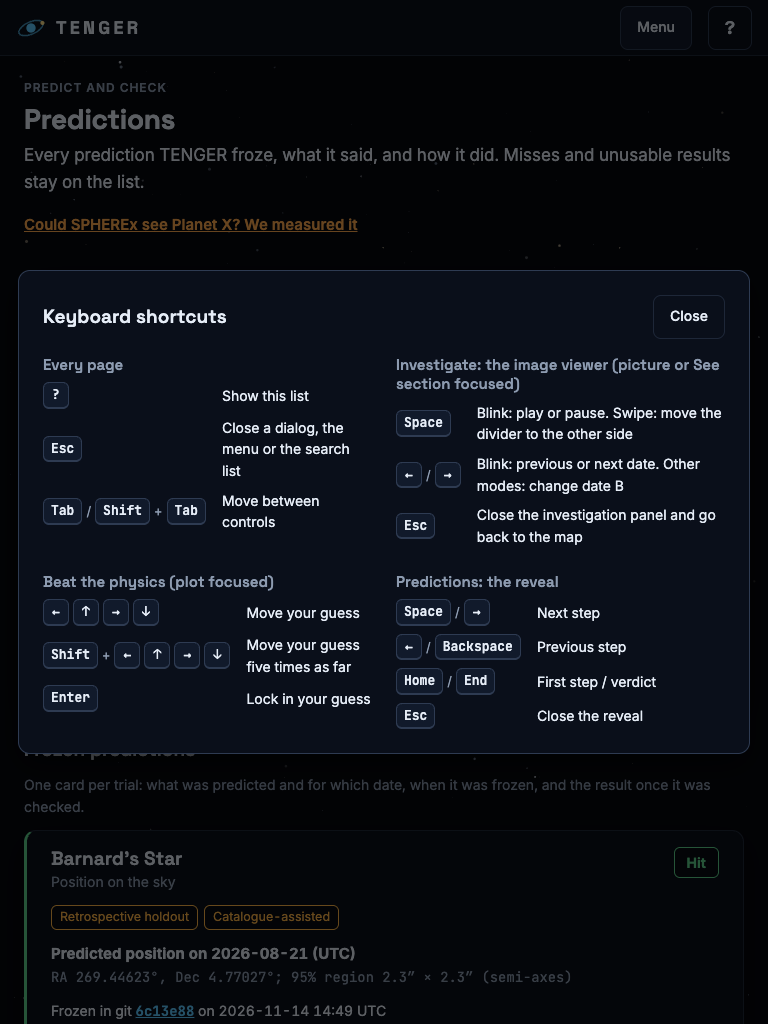 TENGER
Menu
?
PREDICT AND CHECK
Predictions
Every prediction TENGER froze, what it said, and how it did. Misses and unusable results
stay on the list.
Could SPHEREx see Planet X? We measured it
Keyboard shortcuts
Close
Every page
? Show this list
Esc Close a dialog, the
menu or the search
list
Tab / Shift + Tab Move between
controls
Investigate: the image viewer (picture or See
section focused)
Space Blink: play or pause. Swipe: move the
divider to the other side
← / → Blink: previous or next date. Other
modes: change date B
Esc Close the investigation panel and go
back to the map
Beat the physics (plot focused)
← ↑ → ↓ Move your guess
Shift + ← ↑ → ↓ Move your guess
five times as far
Enter Lock in your guess
Predictions: the reveal
Space / → Next step
← / Backspace Previous step
Home / End First step / verdict
Esc Close the reveal
Frozen predictions
One card per trial: what was predicted and for which date, when it was frozen, and the result once it was
checked.
Barnard's Star
Hit
Position on the sky
Retrospective holdout
Catalogue-assisted
Predicted position on 2026-08-21 (UTC)
RA 269.44623°, Dec 4.77027°; 95% region 2.3″ × 2.3″ (semi-axes)
Frozen in git 6c13e88 on 2026-11-14 14:49 UTC